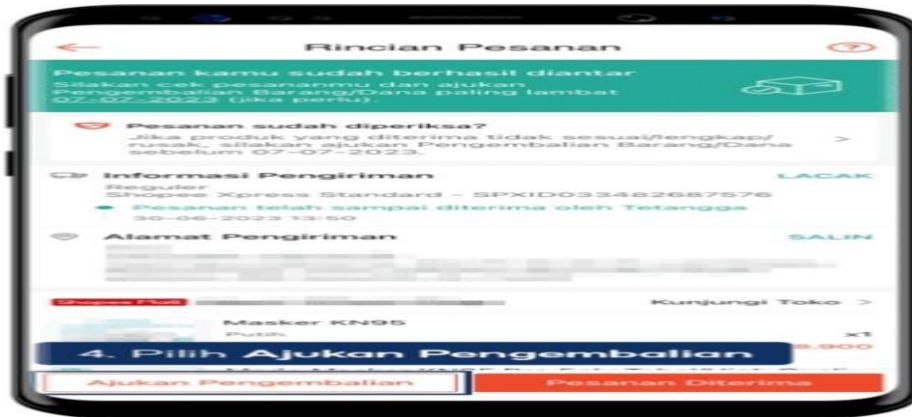 Rincian Pesanan
Pesanan kamu sudah berhasil diantar
Silakan cek pesananmu dan ajukan
Pengembalian Barang/Dana paling lambat
07-07-2023 (jika perlu).
Pesanan sudah diperiksa?
Jika produk yang diterima tidak sesuai/lengkap/
rusak, silakan ajukan Pengembalian Barang/Dana
sebelum 07-07-2023.
Informasi Pengiriman LACAK
Reguler
Shopee Xpress Standard - SPXID033482687576
Pesanan telah sampai diterima oleh Tetangga
30-06-2023 13:50
Alamat Pengiriman SALIN
Shopee Mall Kunjungi Toko >
Masker KN95
Putih x1
4. Pilih Ajukan Pengembalian
Ajukan Pengembalian Pesanan Diterima